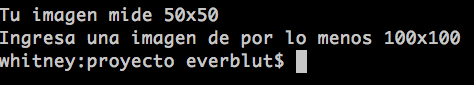 Tu imagen mide 50x50
Ingresa una imagen de por lo menos 100x100
whitney:proyecto everblut$